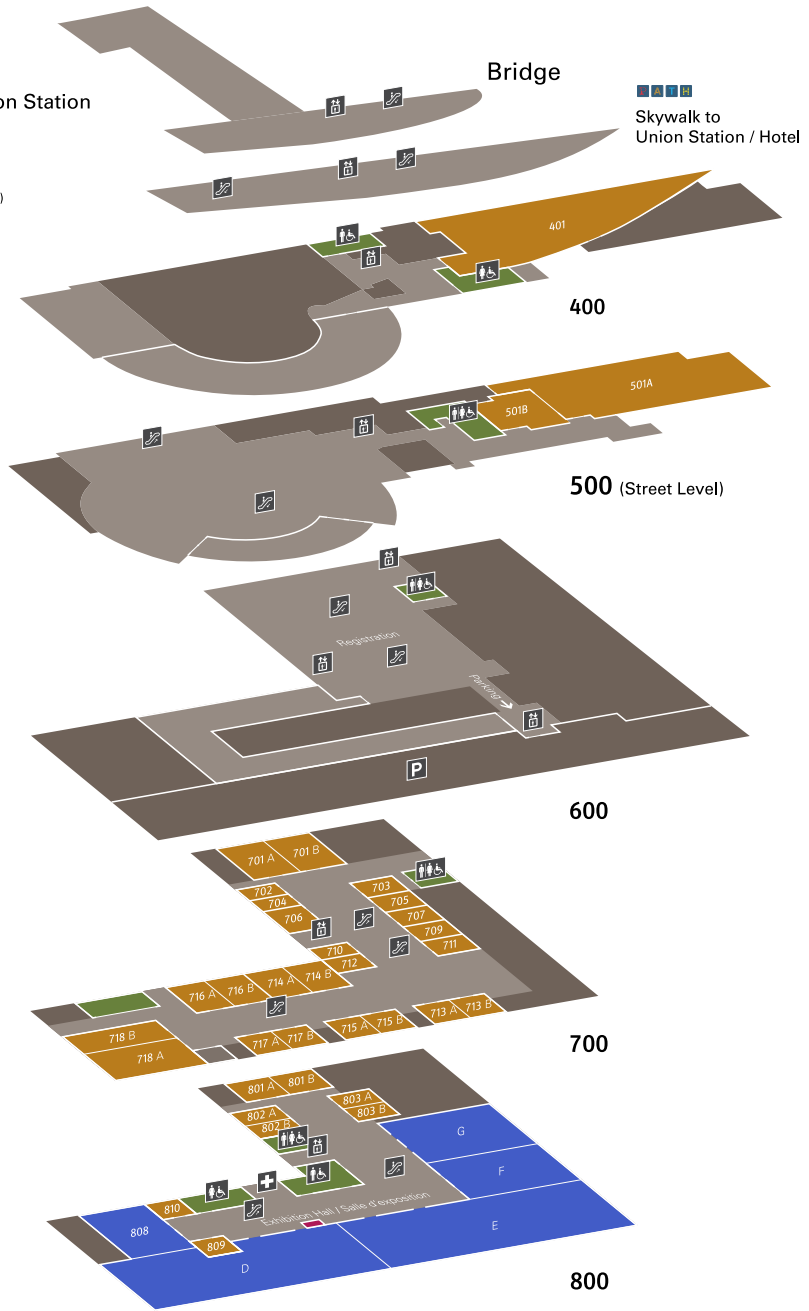 Bridge
on Station
PATH
Skywalk to
Union Station / Hotel
)
401
400
501A
501B
500 (Street Level)
Registration
Parking
P
600
701 A
701 B
702
703
704
705
706
707
709
710
711
712
714 B
714 A
716 B
716 A
713 A
713 B
715 A
715 B
717 A
717 B
718 B
718 A
700
801 A
801 B
803 A
803 B
802 A
802 B
G
F
810
Exhibition Hall / Salle d'exposition
808
809
E
D
800